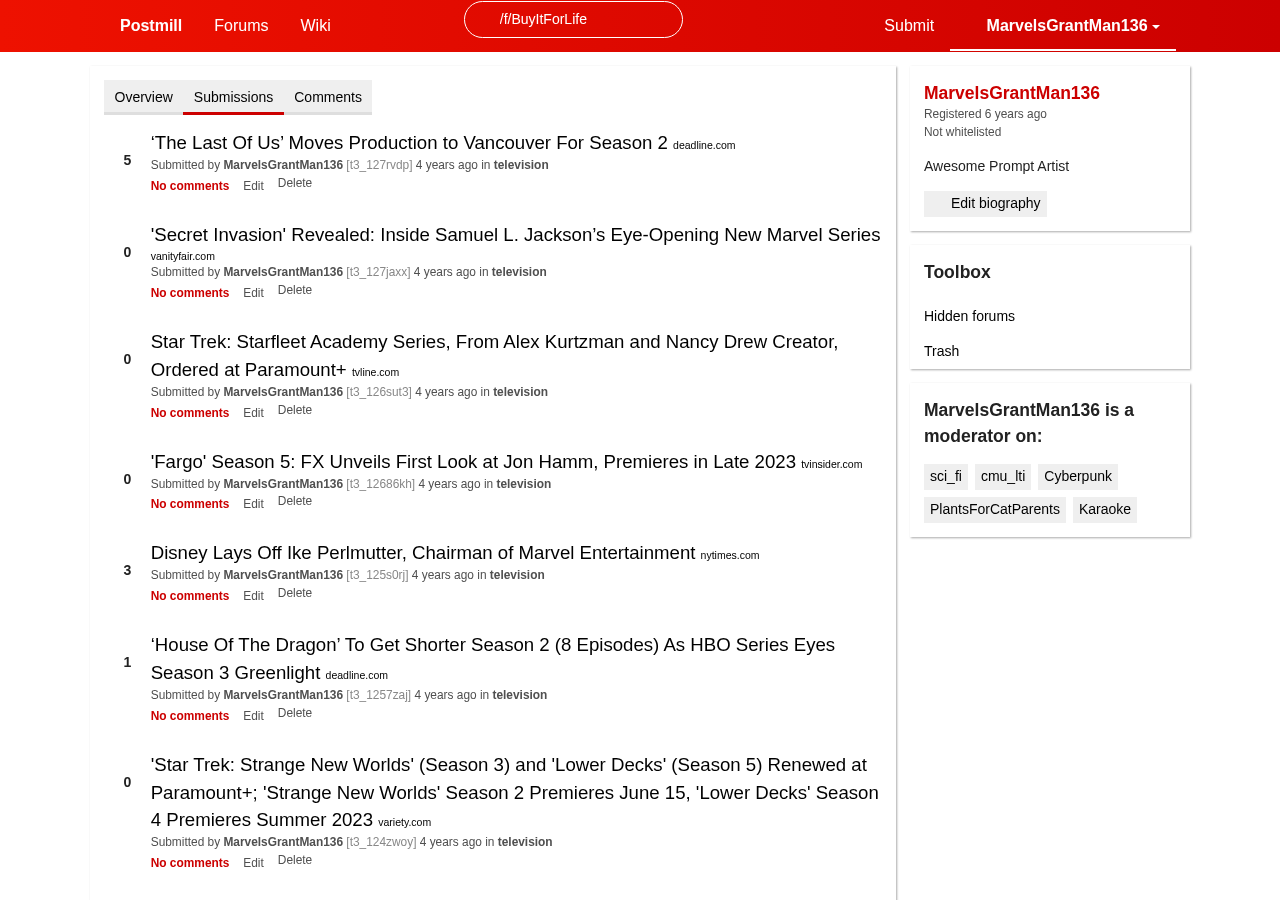 Postmill Forums Wiki /f/BuyItForLife Submit MarvelsGrantMan136
Overview Submissions Comments
5
‘The Last Of Us’ Moves Production to Vancouver For Season 2 deadline.com
Submitted by MarvelsGrantMan136 [t3_127rvdp] 4 years ago in television
No comments Edit Delete
0
'Secret Invasion' Revealed: Inside Samuel L. Jackson’s Eye-Opening New Marvel Series
vanityfair.com
Submitted by MarvelsGrantMan136 [t3_127jaxx] 4 years ago in television
No comments Edit Delete
0
Star Trek: Starfleet Academy Series, From Alex Kurtzman and Nancy Drew Creator,
Ordered at Paramount+ tvline.com
Submitted by MarvelsGrantMan136 [t3_126sut3] 4 years ago in television
No comments Edit Delete
0
'Fargo' Season 5: FX Unveils First Look at Jon Hamm, Premieres in Late 2023 tvinsider.com
Submitted by MarvelsGrantMan136 [t3_12686kh] 4 years ago in television
No comments Edit Delete
3
Disney Lays Off Ike Perlmutter, Chairman of Marvel Entertainment nytimes.com
Submitted by MarvelsGrantMan136 [t3_125s0rj] 4 years ago in television
No comments Edit Delete
1
‘House Of The Dragon’ To Get Shorter Season 2 (8 Episodes) As HBO Series Eyes
Season 3 Greenlight deadline.com
Submitted by MarvelsGrantMan136 [t3_1257zaj] 4 years ago in television
No comments Edit Delete
0
'Star Trek: Strange New Worlds' (Season 3) and 'Lower Decks' (Season 5) Renewed at
Paramount+; 'Strange New Worlds' Season 2 Premieres June 15, 'Lower Decks' Season
4 Premieres Summer 2023 variety.com
Submitted by MarvelsGrantMan136 [t3_124zwoy] 4 years ago in television
No comments Edit Delete
MarvelsGrantMan136
Registered 6 years ago
Not whitelisted
Awesome Prompt Artist
Edit biography
Toolbox
Hidden forums
Trash
MarvelsGrantMan136 is a
moderator on:
sci_fi cmu_lti Cyberpunk
PlantsForCatParents Karaoke